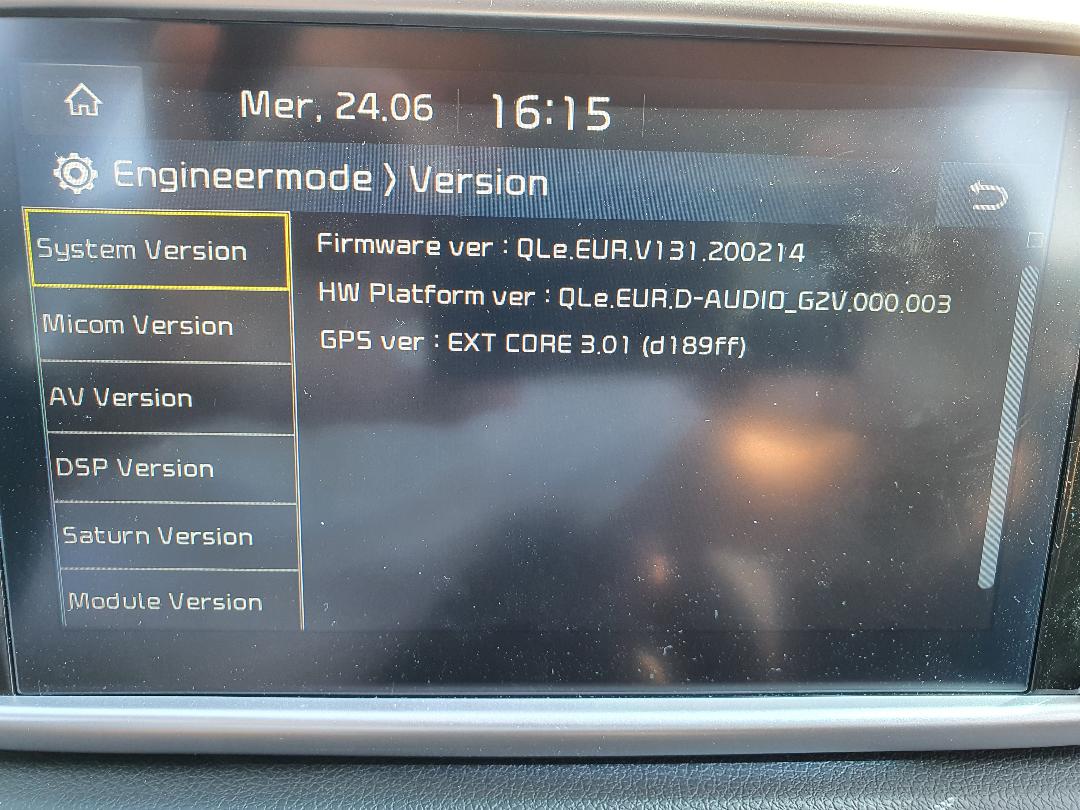 Mer, 24.06 16:15
Engineermode > Version
System Version
Micom Version
AV Version
DSP Version
Saturn Version
Module Version
Firmware ver : QLe.EUR.V131.200214
HW Platform ver : QLe.EUR.D-AUDIO_G2V.000.003
GPS ver : EXT CORE 3.01 (d189ff)